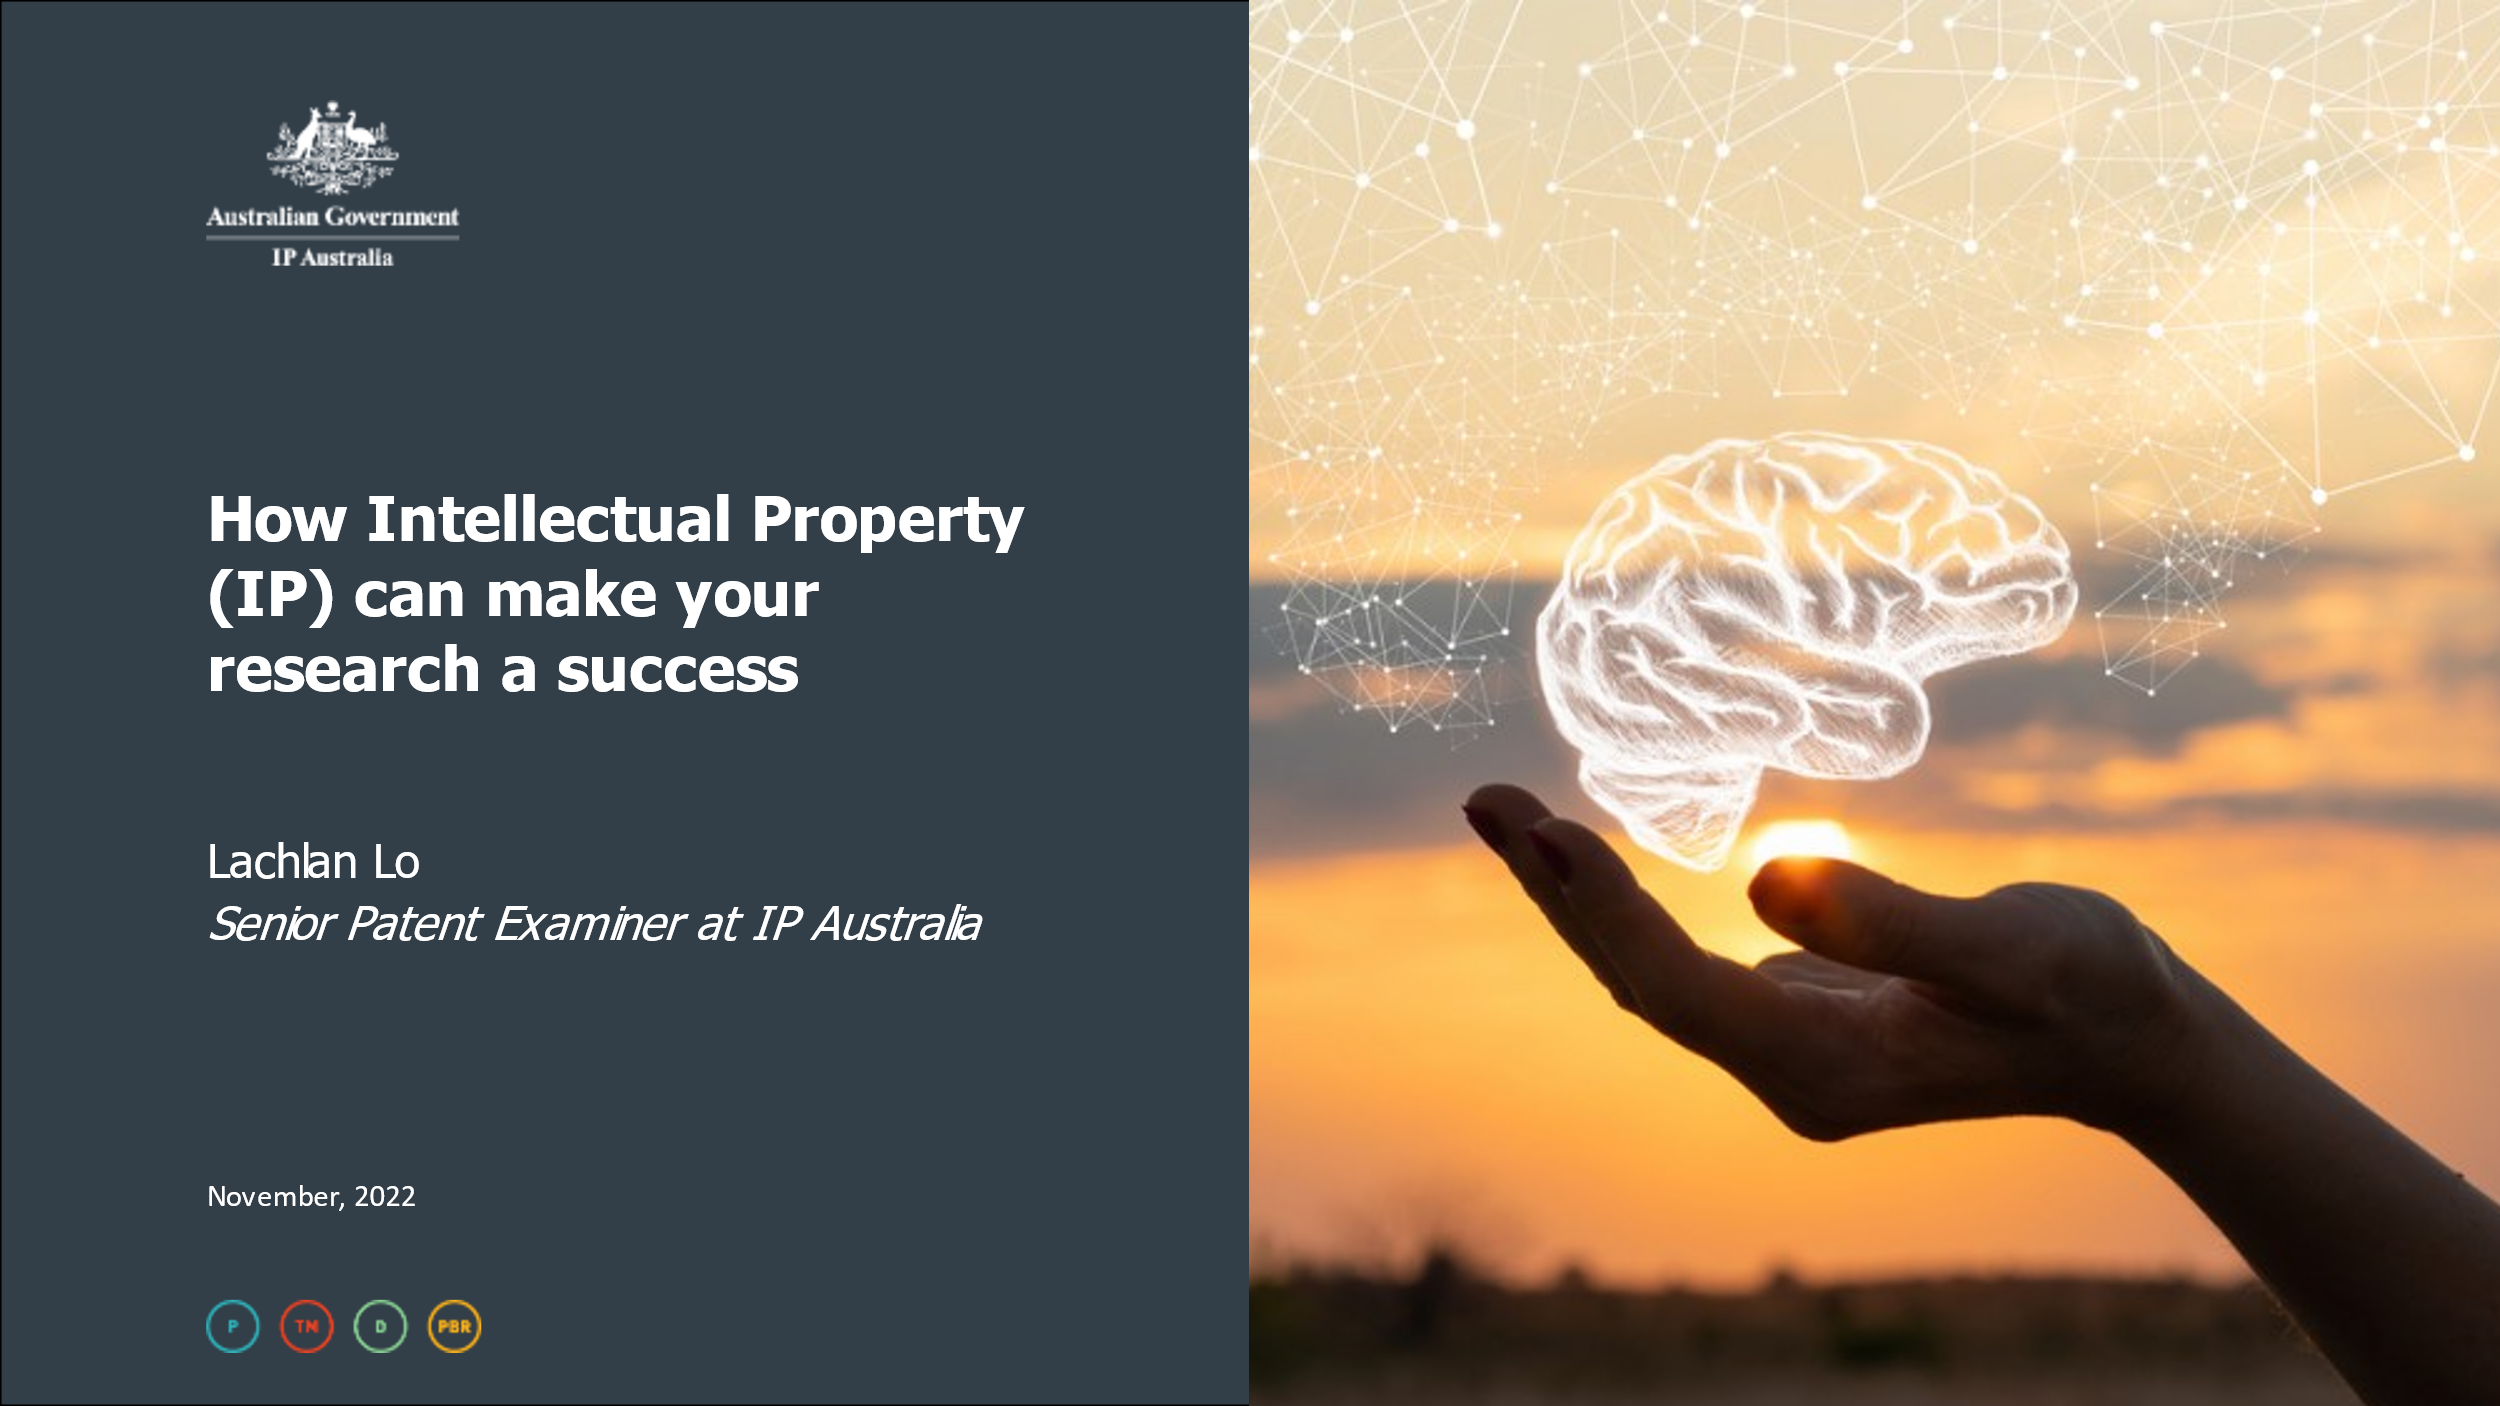 Australian Government
IP Australia
How Intellectual Property
(IP) can make your
research a success
Lachlan Lo
Senior Patent Examiner at IP Australia
November, 2022
P TM D PBR